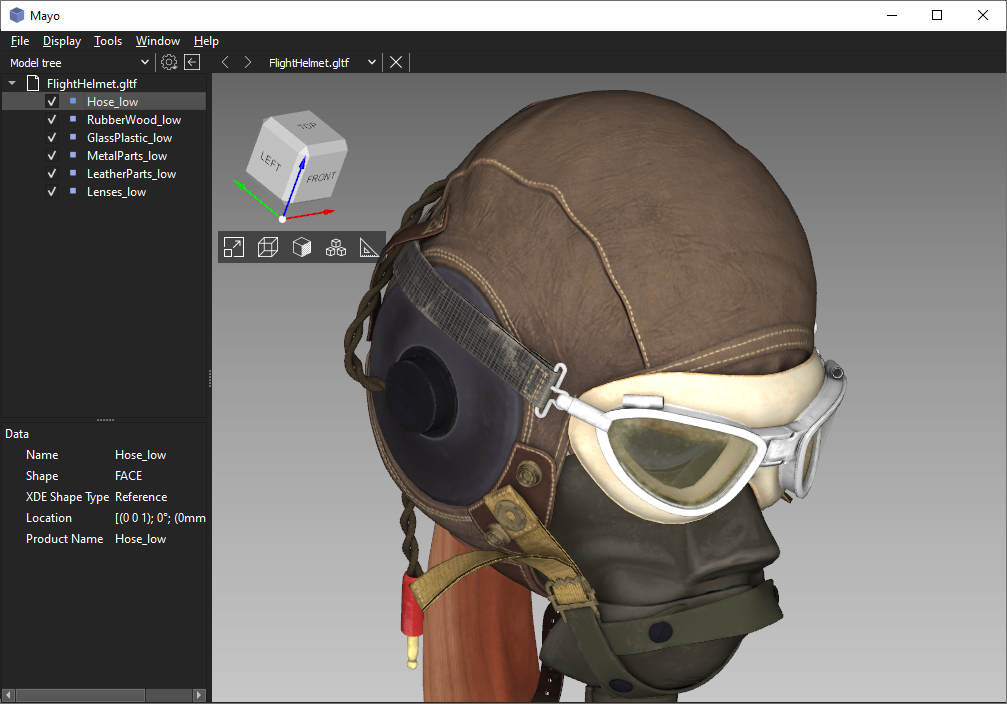 Mayo
File Display Tools Window Help
Model tree
FlightHelmet.gltf
FlightHelmet.gltf
Hose_low
RubberWood_low
GlassPlastic_low
MetalParts_low
LeatherParts_low
Lenses_low
TOP
LEFT
FRONT
Data
Name Hose_low
Shape FACE
XDE Shape Type Reference
Location [(0 0 1); 0°; (0mm
Product Name Hose_low